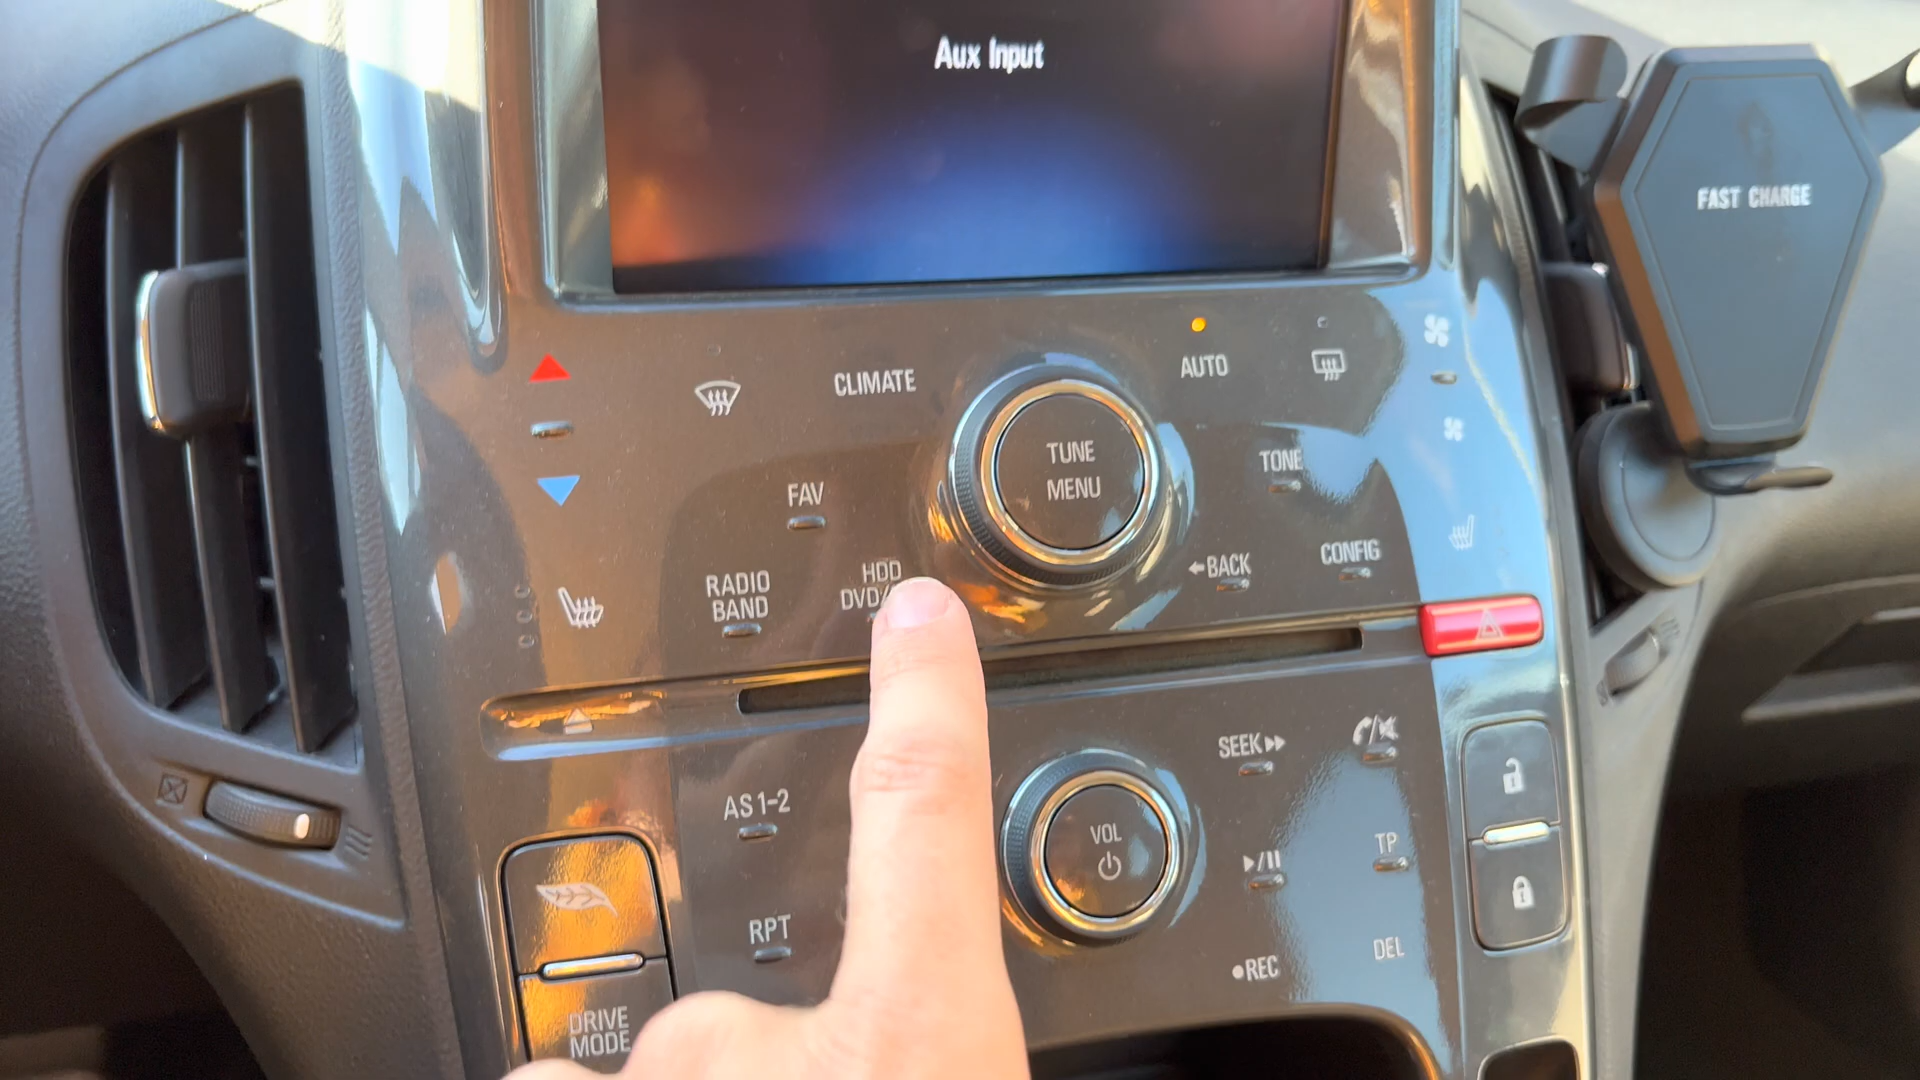 Aux Input
FAST CHARGE
AUTO
CLIMATE
TUNE
MENU
TONE
FAV
CONFIG
BACK
HDD
DVD/
RADIO
BAND
SEEK
AS 1-2
VOL
TP
RPT
DEL
REC
DRIVE
MODE